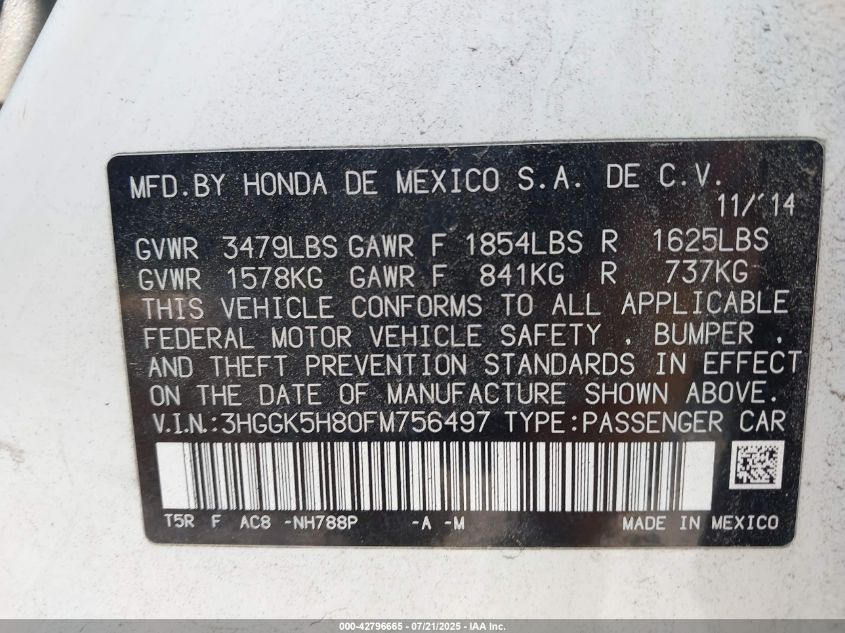 MFD.BY HONDA DE MEXICO S.A. DE C.V.
11/'14
GVWR 3479LBS GAWR F 1854LBS R 1625LBS
GVWR 1578KG GAWR F 841KG R 737KG
THIS VEHICLE CONFORMS TO ALL APPLICABLE
FEDERAL MOTOR VEHICLE SAFETY , BUMPER ,
AND THEFT PREVENTION STANDARDS IN EFFECT
ON THE DATE OF MANUFACTURE SHOWN ABOVE.
V.I.N.:3HGGK5H80FM756497 TYPE:PASSENGER CAR
T5R F AC8 -NH788P -A -M MADE IN MEXICO
000-42796665 - 07/21/2025 - IAA Inc.